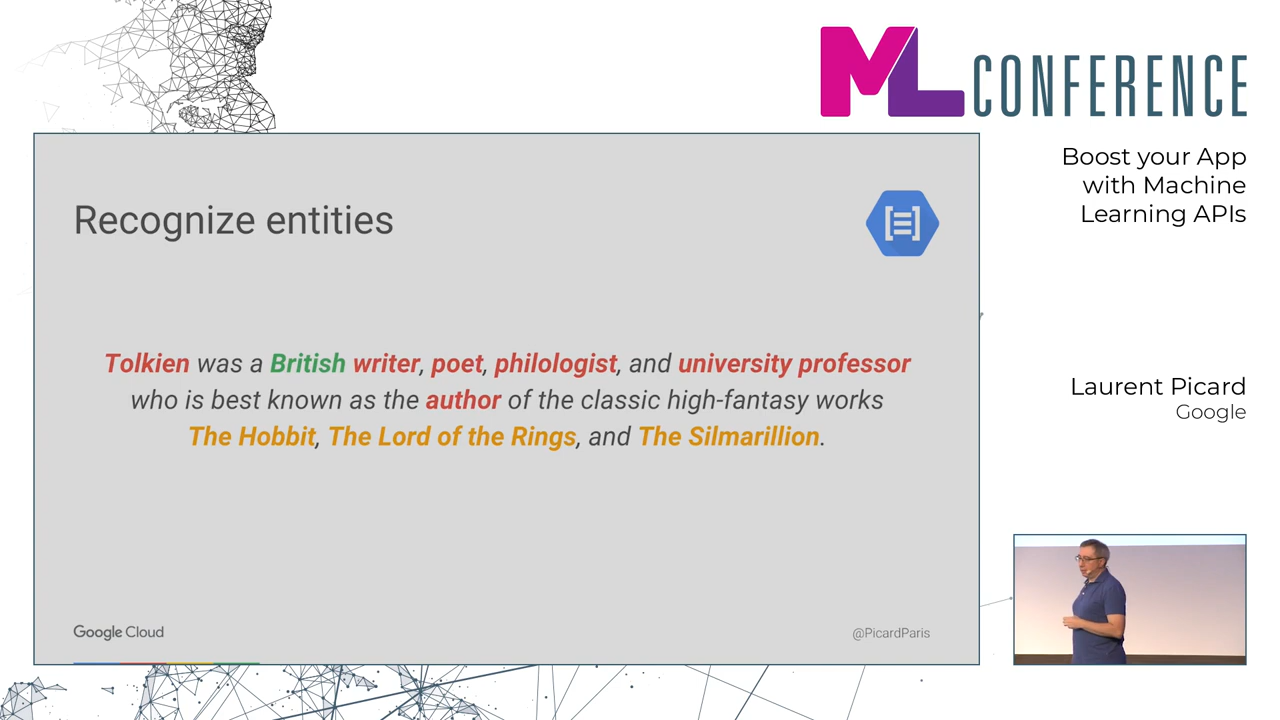 ML CONFERENCE
Boost your App
with Machine
Learning APIs
Recognize entities
Tolkien was a British writer, poet, philologist, and university professor
who is best known as the author of the classic high-fantasy works
The Hobbit, The Lord of the Rings, and The Silmarillion.
Laurent Picard
Google
Google Cloud
@PicardParis